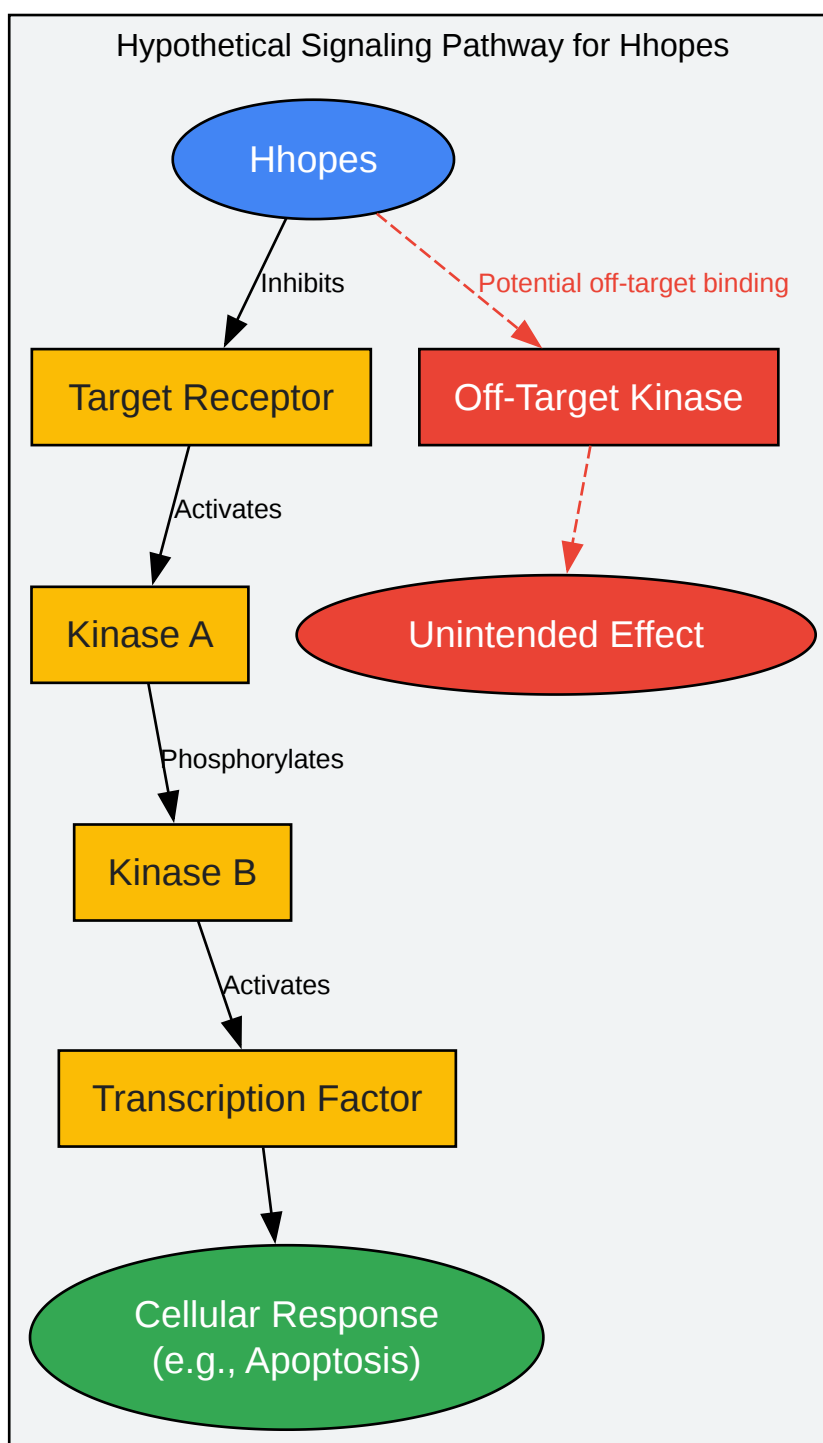 Hypothetical Signaling Pathway for Hhopes
Hhopes
Inhibits
Potential off-target binding
Target Receptor
Off-Target Kinase
Activates
Kinase A
Unintended Effect
Phosphorylates
Kinase B
Activates
Transcription Factor
Cellular Response
(e.g., Apoptosis)